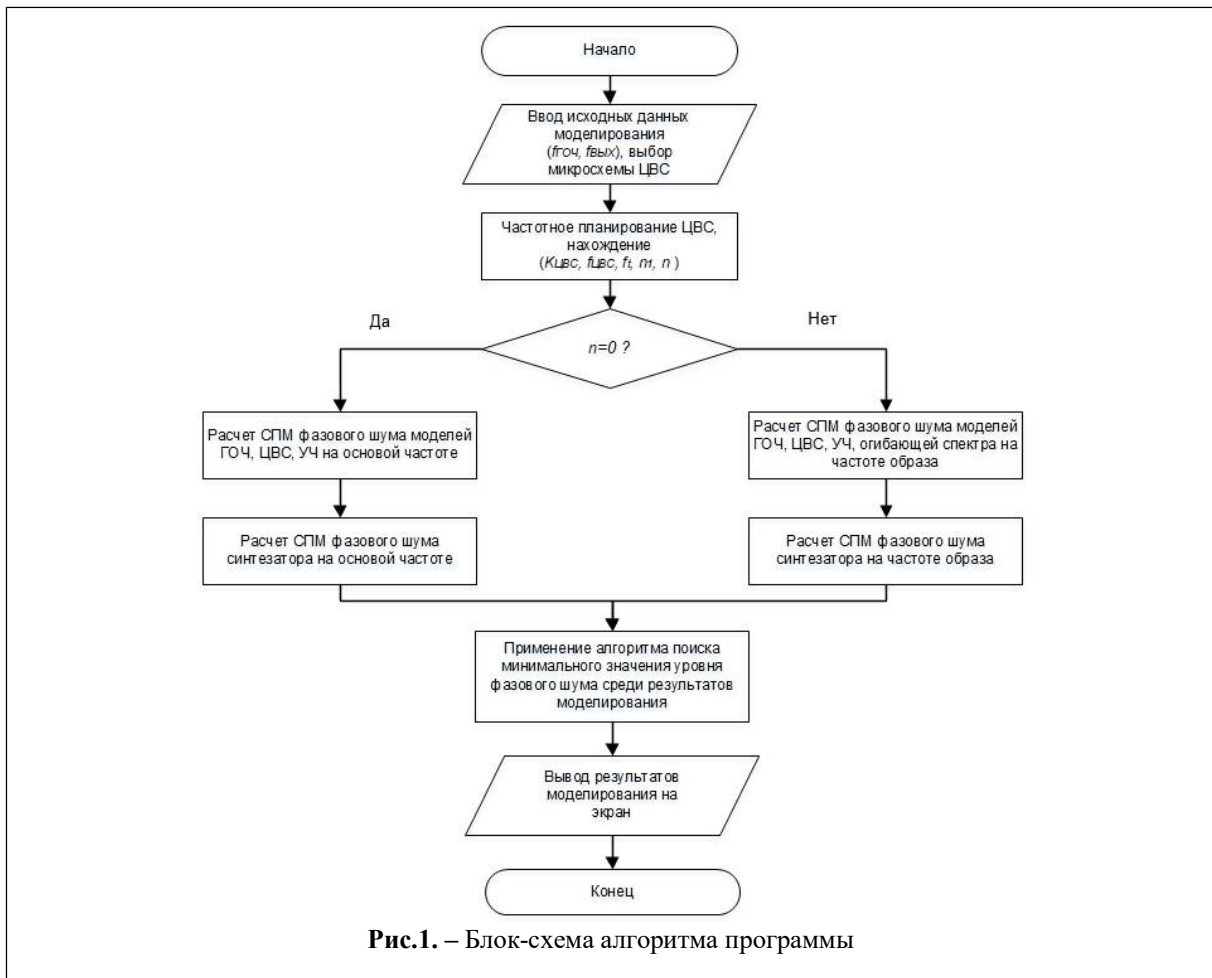 Начало
Ввод исходных данных
моделирования
(fГОЧ, fВЫХ), выбор
микросхемы ЦВС
Частотное планирование ЦВС,
нахождение
(KЦВС, fЦВС, ft, n1, n )
Да
Нет
n=0 ?
Расчет СПМ фазового шума моделей
ГОЧ, ЦВС, УЧ на основой частоте
Расчет СПМ фазового шума моделей
ГОЧ, ЦВС, УЧ, огибающей спектра на
частоте образа
Расчет СПМ фазового шума
синтезатора на основой частоте
Расчет СПМ фазового шума
синтезатора на частоте образа
Применение алгоритма поиска
минимального значения уровня
фазового шума среди результатов
моделирования
Вывод результатов
моделирования на
экран
Конец
Рис.1. – Блок-схема алгоритма программы